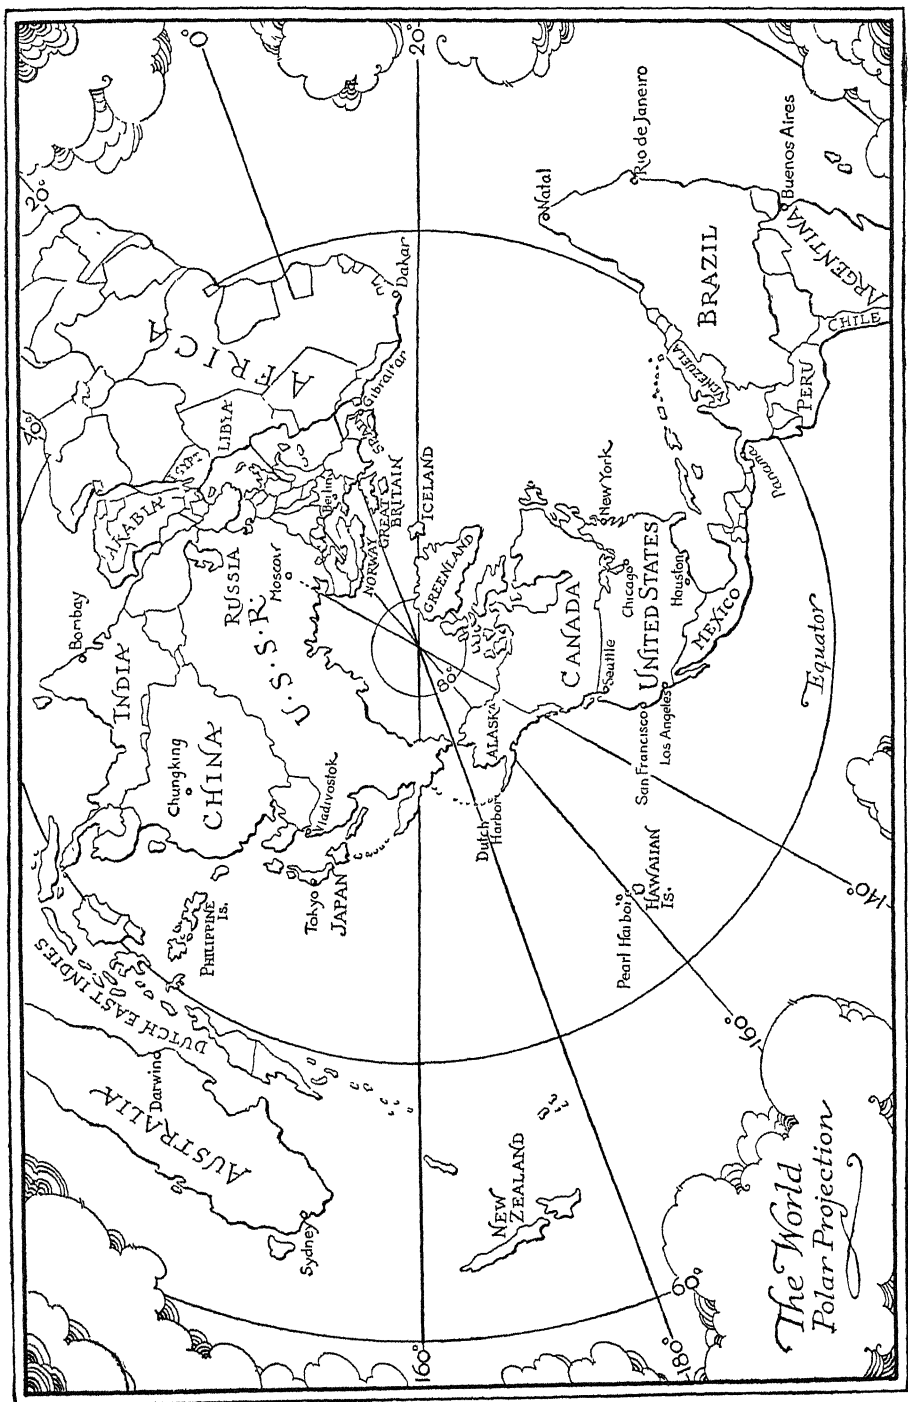 The World
Polar Projection
0°
20°
20°
40°
AFRICA
Dakar
Gibraltar
LIBYA
EGYPT
ARABIA
SPAIN
GREAT
BRITAIN
NORWAY
Berlin
ICELAND
GREENLAND
RUSSIA
Moscow
U.S.S.R.
Bombay
INDIA
Chungking
CHINA
Vladivostok
Tokyo
JAPAN
PHILIPPINE
IS.
DUTCH EAST INDIES
Darwin
AUSTRALIA
Sydney
NEW
ZEALAND
80°
ALASKA
Dutch
Harbor
CANADA
Seattle
UNITED STATES
Chicago
New York
Houston
San Francisco
Los Angeles
MEXICO
Panama
Pearl Harbor
HAWAIIAN
IS.
Equator
VENEZUELA
BRAZIL
Natal
Rio de Janeiro
Buenos Aires
ARGENTINA
CHILE
PERU
140°
160°
160°
180°
60°